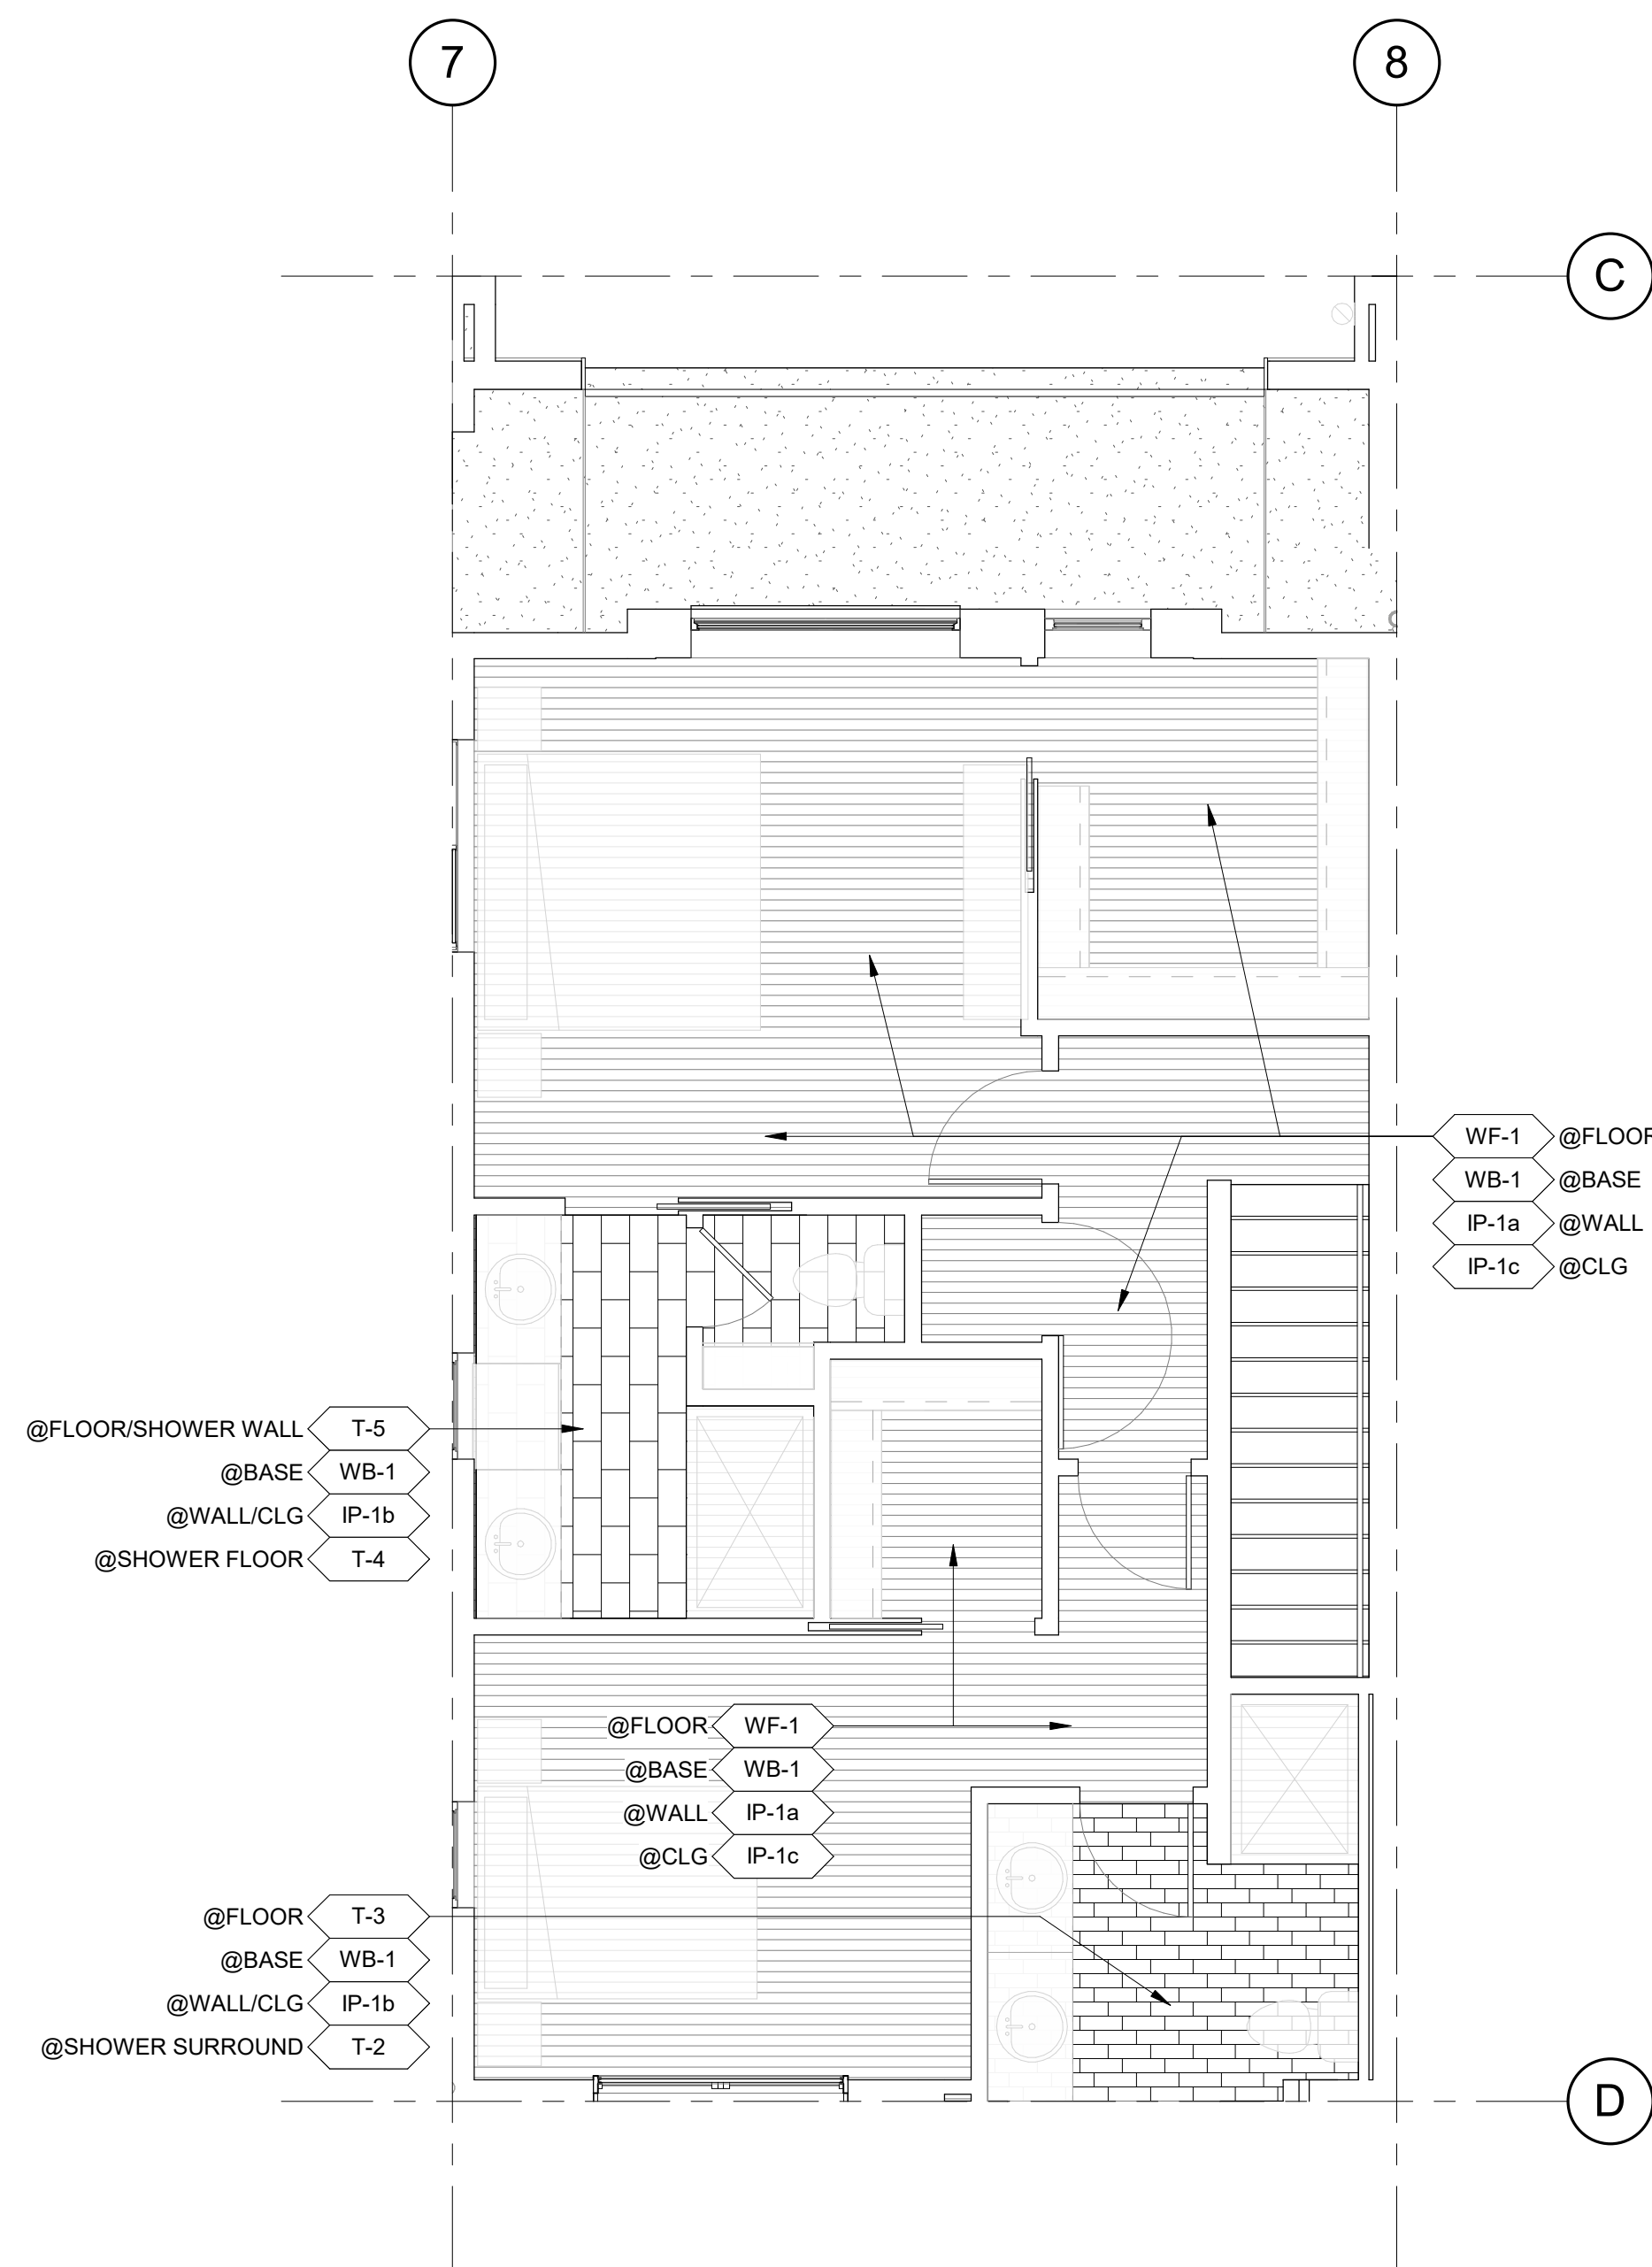 7
8
C
WF-1 @FLOOR
WB-1 @BASE
IP-1a @WALL
IP-1c @CLG
@FLOOR/SHOWER WALL T-5
@BASE WB-1
@WALL/CLG IP-1b
@SHOWER FLOOR T-4
@FLOOR WF-1
@BASE WB-1
@WALL IP-1a
@CLG IP-1c
@FLOOR T-3
@BASE WB-1
@WALL/CLG IP-1b
@SHOWER SURROUND T-2
D